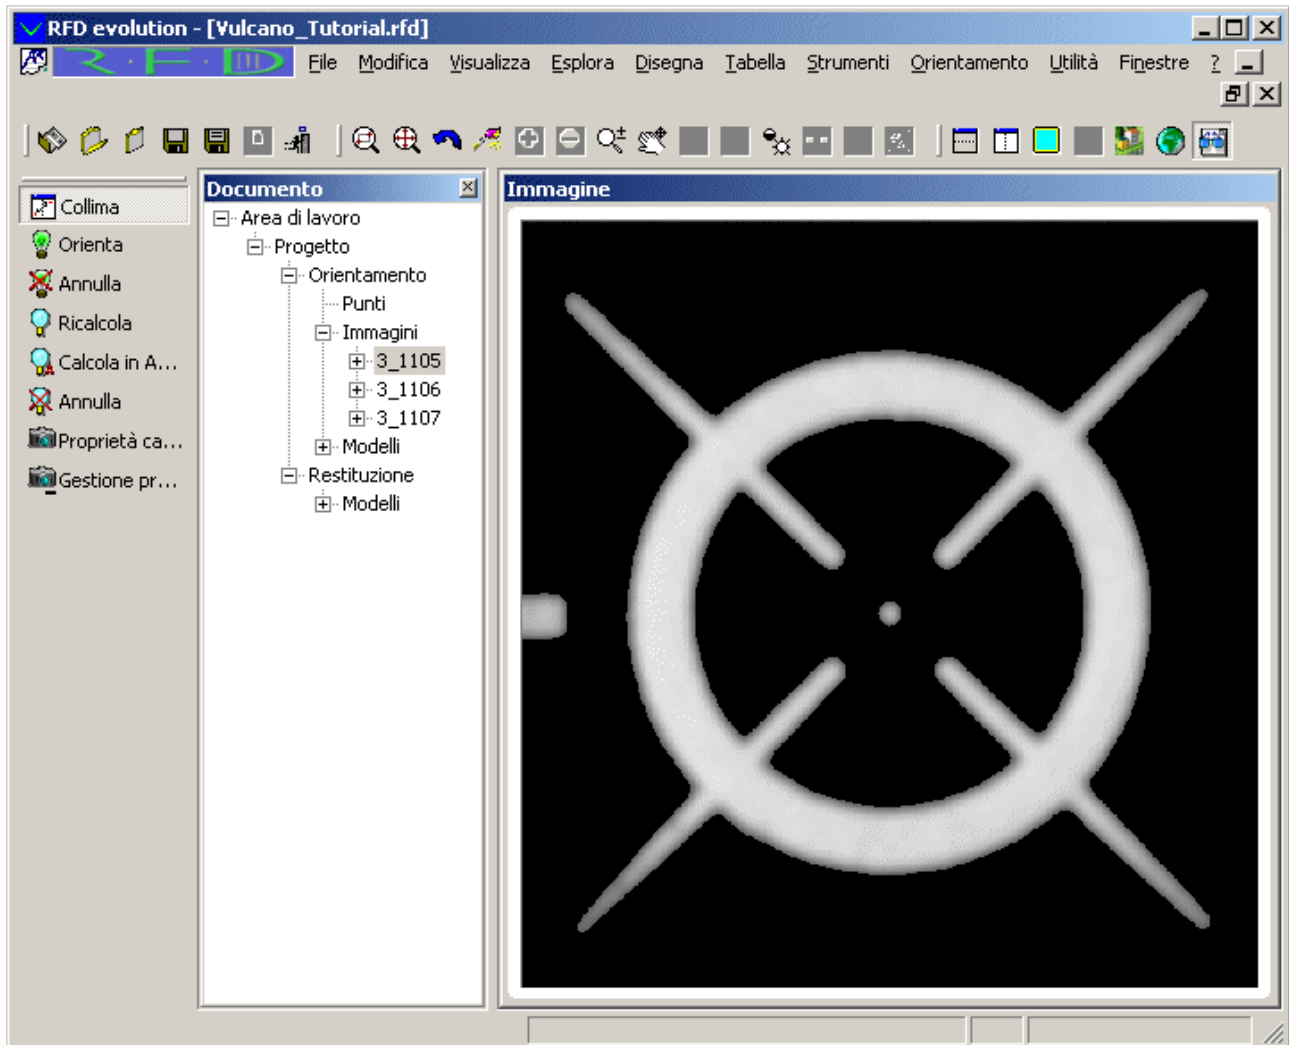 RFD evolution - [Vulcano_Tutorial.rfd]
R·F·D File Modifica Visualizza Esplora Disegna Tabella Strumenti Orientamento Utilità Finestre ?
Collima
Orienta
Annulla
Ricalcola
Calcola in A...
Annulla
Proprietà ca...
Gestione pr...
Documento
Area di lavoro
Progetto
Orientamento
Punti
Immagini
3_1105
3_1106
3_1107
Modelli
Restituzione
Modelli
Immagine